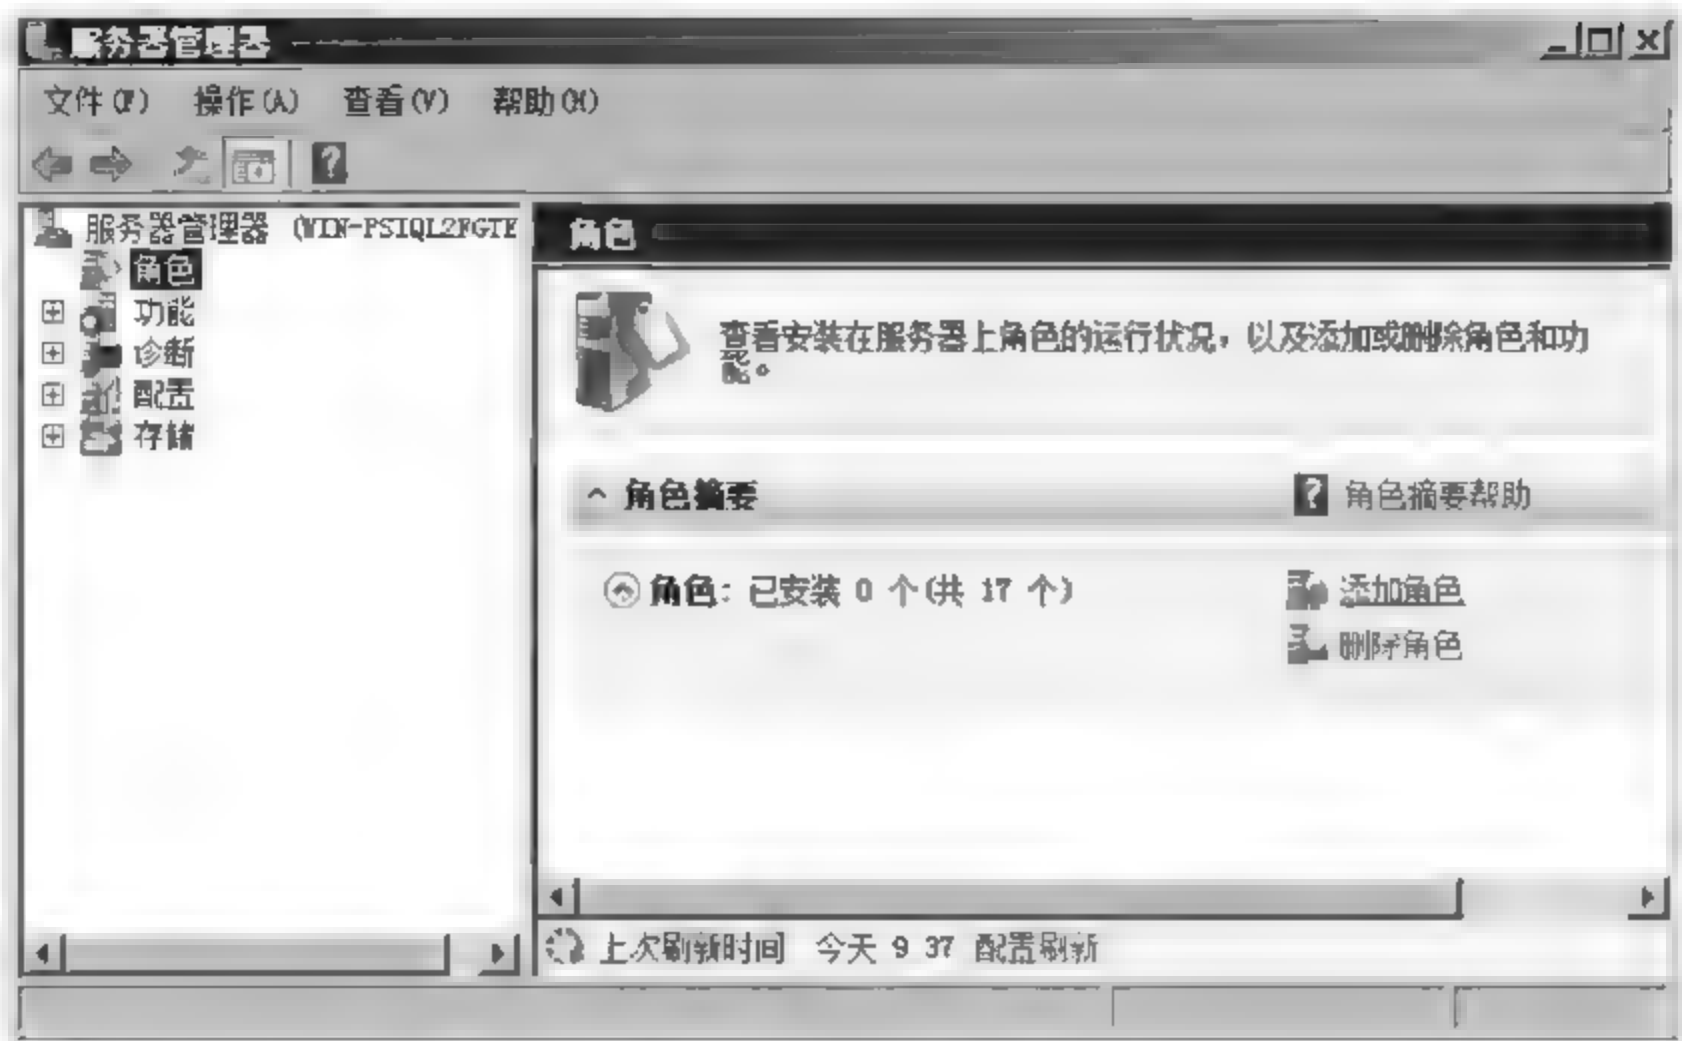 服务器管理器
文件(F) 操作(A) 查看(V) 帮助(H)
服务器管理器 (WIN-PSIQL2FGTE
角色
功能
诊断
配置
存储
角色
查看安装在服务器上角色的运行状况，以及添加或删除角色和功
能。
角色摘要
角色摘要帮助
角色：已安装 0 个(共 17 个)
添加角色
删除角色
上次刷新时间 今天 9 37 配置刷新